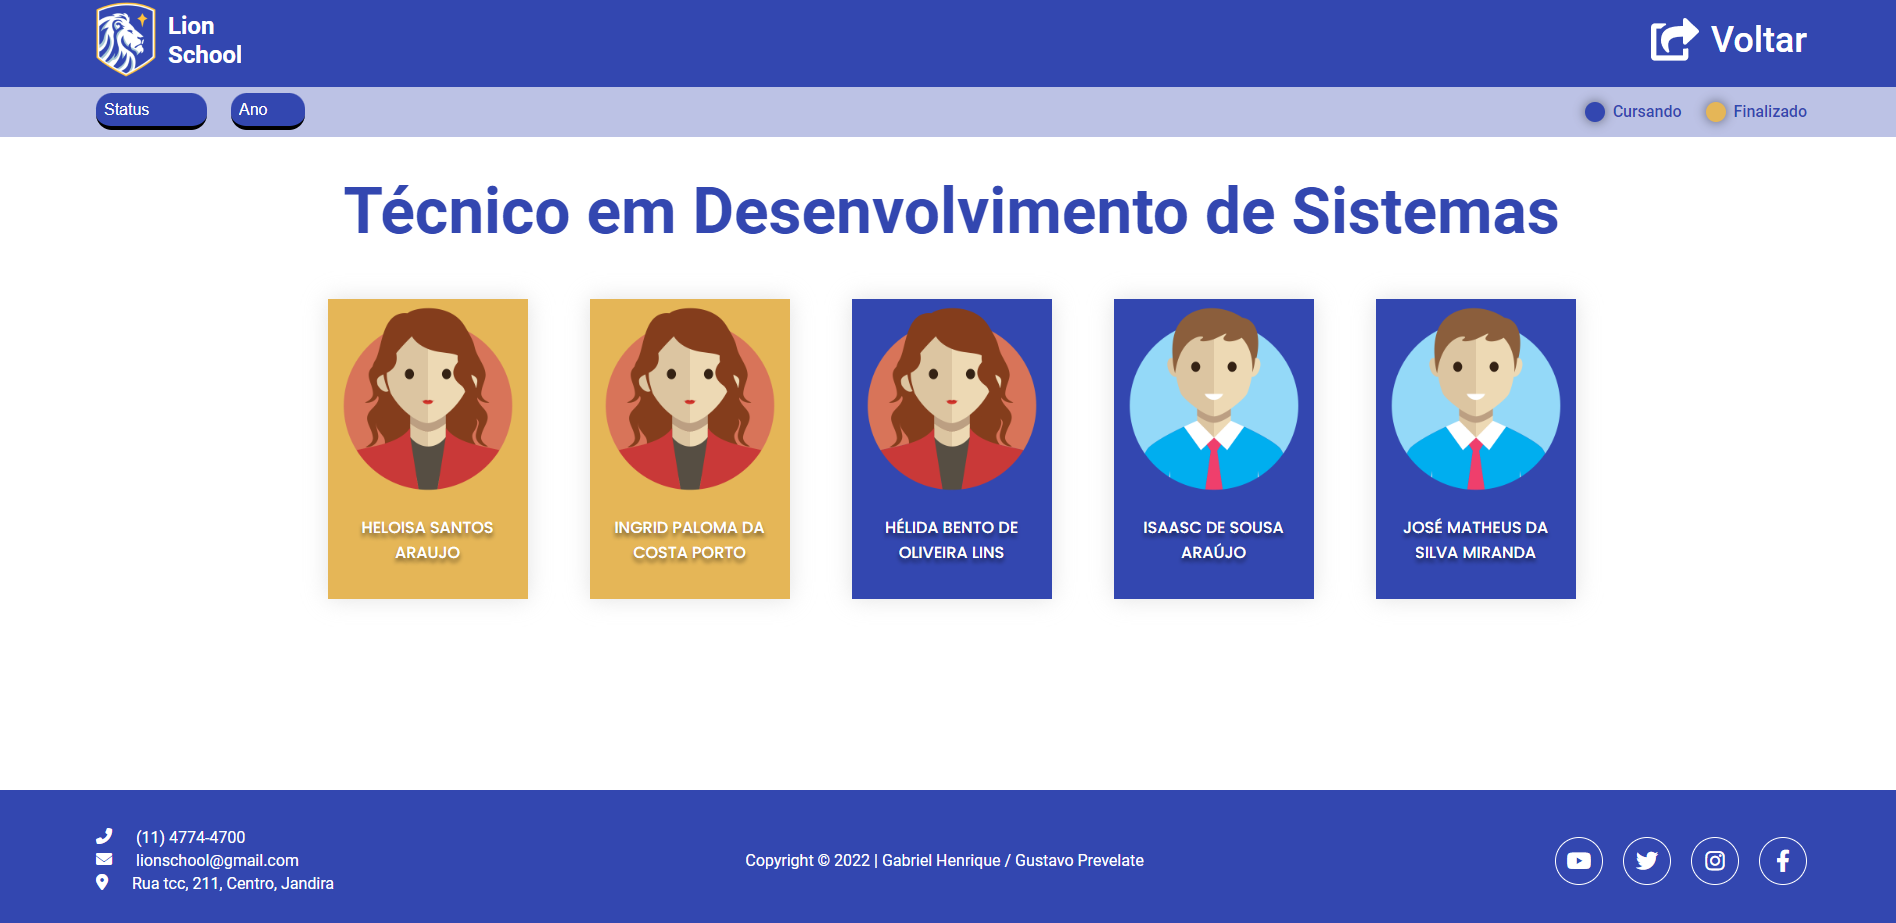 Lion
School
Voltar
Status
Ano
Cursando
Finalizado
Técnico em Desenvolvimento de Sistemas
HELOISA SANTOS
ARAUJO
INGRID PALOMA DA
COSTA PORTO
HÉLIDA BENTO DE
OLIVEIRA LINS
ISAASC DE SOUSA
ARAÚJO
JOSÉ MATHEUS DA
SILVA MIRANDA
(11) 4774-4700
lionschool@gmail.com
Rua tcc, 211, Centro, Jandira
Copyright © 2022 | Gabriel Henrique / Gustavo Prevelate